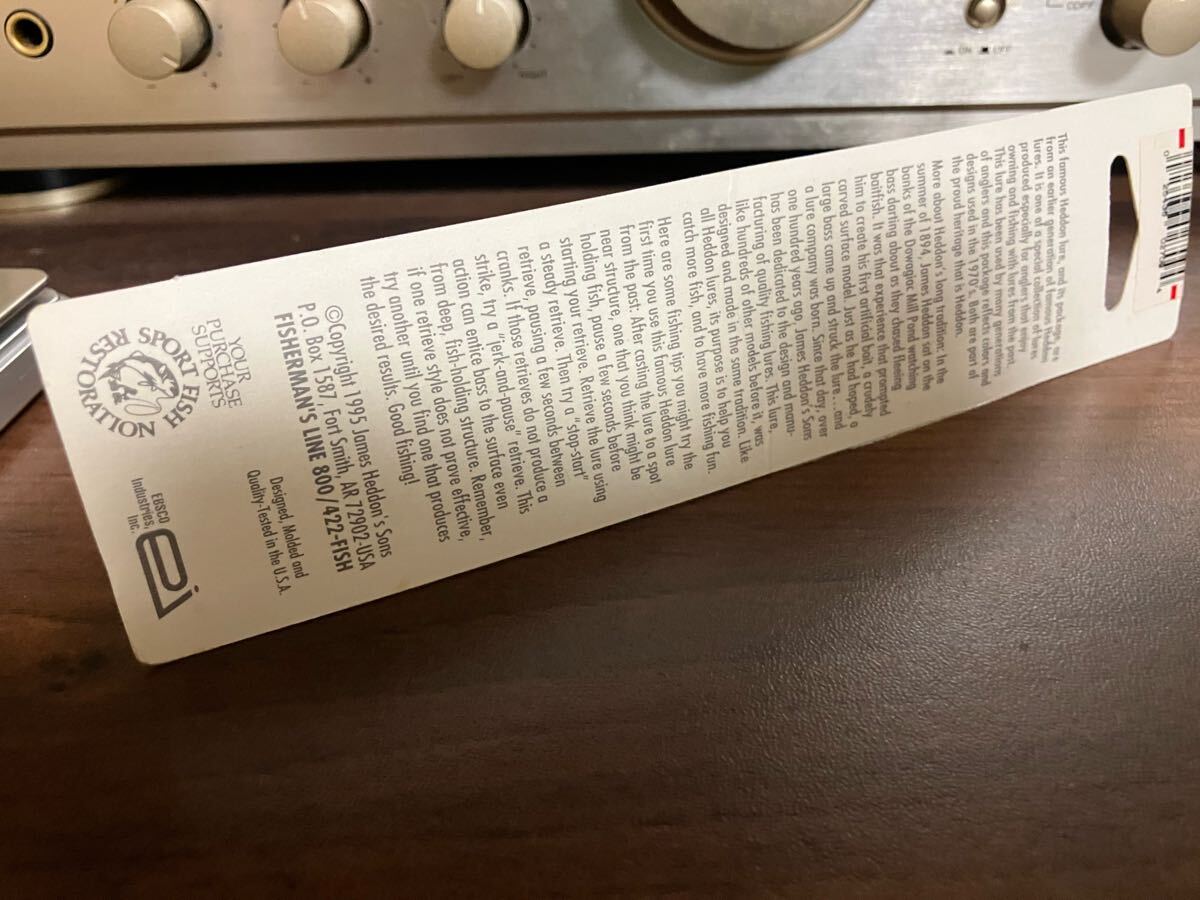 This famous Heddon lure, and its package, are
from an earlier generation of famous Heddon
lures. It is one of a special collection of lures
produced especially for anglers that enjoy
owning and fishing with lures from the past.
This lure has been used by many generations
of anglers and this package reflects colors and
designs used in the 1970's. Both are part of
the proud heritage that is Heddon.
More about Heddon's long tradition. In the
summer of 1894, James Heddon sat on the
banks of the Dowagiac Mill Pond watching
bass darting about as they chased fleeing
baitfish. It was that experience that prompted
him to create his first artificial bait, a crudely
carved surface model. Just as he had hoped, a
large bass came up and struck the lure. . . and
a lure company was born. Since that day, over
one hundred years ago, James Heddon's Sons
has been dedicated to the design and manu-
facturing of quality fishing lures. This lure,
like hundreds of other models before it, was
designed and made in the same tradition. Like
all Heddon lures, its purpose is to help you
catch more fish, and to have more fishing fun.
Here are some fishing tips you might try the
first time you use this famous Heddon lure
from the past: After casting the lure to a spot
near structure, one that you think might be
holding fish, pause a few seconds before
starting your retrieve. Retrieve the lure using
a steady retrieve. Then try a "stop-start"
retrieve, pausing a few seconds between
cranks. If those retrieves do not produce a
strike, try a "jerk-and-pause" retrieve. This
action can entice bass to the surface even
from deep, fish-holding structure. Remember,
if one retrieve style does not prove effective,
try another until you find one that produces
the desired results. Good fishing!
©Copyright 1995 James Heddon's Sons
P.O. Box 1587, Fort Smith, AR 72902-USA
FISHERMAN'S LINE 800/422-FISH
Designed, Molded and
Quality-Tested in the U.S.A.
YOUR
PURCHASE
SUPPORTS
SPORT FISH
RESTORATION
EBSCO
Industries,
Inc.
ei
ON OFF